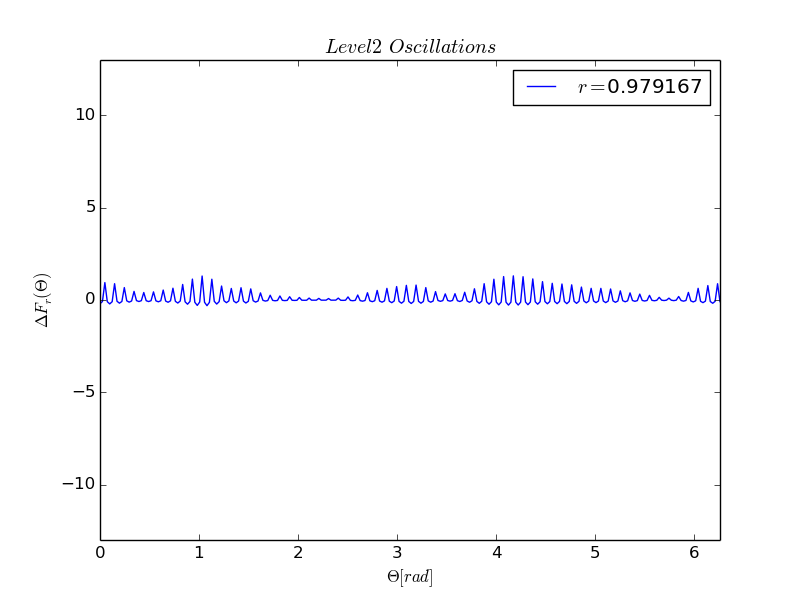 Level2 Oscillations
r=0.979167
10
5
0
−5
−10
ΔF_r(Θ)
0 1 2 3 4 5 6
Θ[rad]